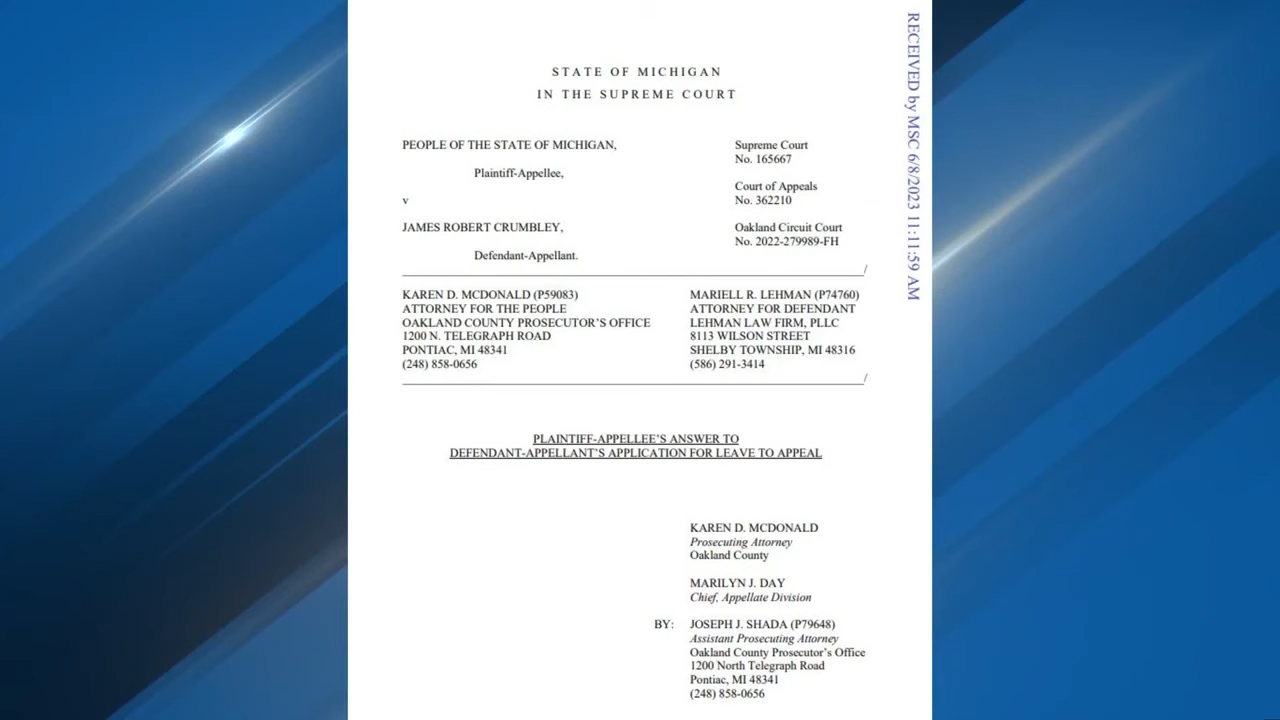 STATE OF MICHIGAN
IN THE SUPREME COURT
PEOPLE OF THE STATE OF MICHIGAN,
Plaintiff-Appellee,
v
JAMES ROBERT CRUMBLEY,
Defendant-Appellant.
Supreme Court
No. 165667
Court of Appeals
No. 362210
Oakland Circuit Court
No. 2022-279989-FH
/
KAREN D. MCDONALD (P59083)
ATTORNEY FOR THE PEOPLE
OAKLAND COUNTY PROSECUTOR'S OFFICE
1200 N. TELEGRAPH ROAD
PONTIAC, MI 48341
(248) 858-0656
MARIELL R. LEHMAN (P74760)
ATTORNEY FOR DEFENDANT
LEHMAN LAW FIRM, PLLC
8113 WILSON STREET
SHELBY TOWNSHIP, MI 48316
(586) 291-3414
/
PLAINTIFF-APPELLEE'S ANSWER TO
DEFENDANT-APPELLANT'S APPLICATION FOR LEAVE TO APPEAL
KAREN D. MCDONALD
Prosecuting Attorney
Oakland County
MARILYN J. DAY
Chief, Appellate Division
BY: JOSEPH J. SHADA (P79648)
Assistant Prosecuting Attorney
Oakland County Prosecutor's Office
1200 North Telegraph Road
Pontiac, MI 48341
(248) 858-0656
RECEIVED by MSC 6/8/2023 11:11:59 AM